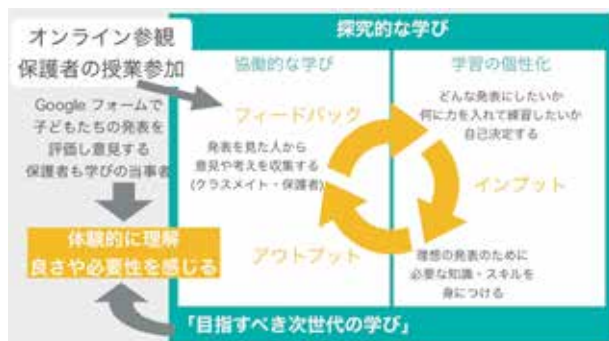 オンライン参観
保護者の授業参加
Google フォームで
子どもたちの発表を
評価し意見する
保護者も学びの当事者
体験的に理解
良さや必要性を感じる
探究的な学び
協働的な学び
フィードバック
発表を見た人から
意見や考えを収集する
(クラスメイト・保護者)
アウトプット
学習の個性化
どんな発表にしたいか
何に力を入れて練習したいか
自己決定する
インプット
理想の発表のために
必要な知識・スキルを
身につける
「目指すべき次世代の学び」